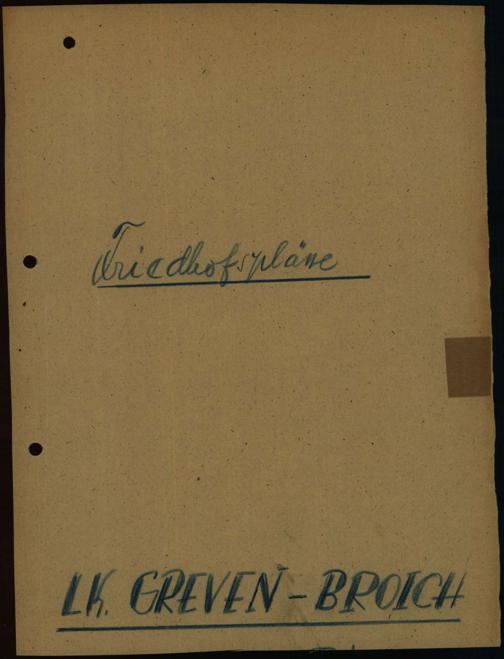 Friedhofspläne
LK. GREVEN-BROICH